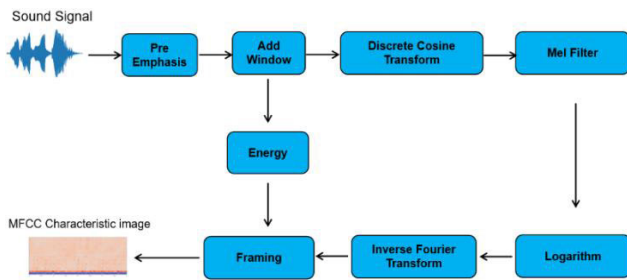 Sound Signal
Pre
Emphasis
Add
Window
Discrete Cosine
Transform
Mel Filter
Energy
MFCC Characteristic image
Framing
Inverse Fourier
Transform
Logarithm